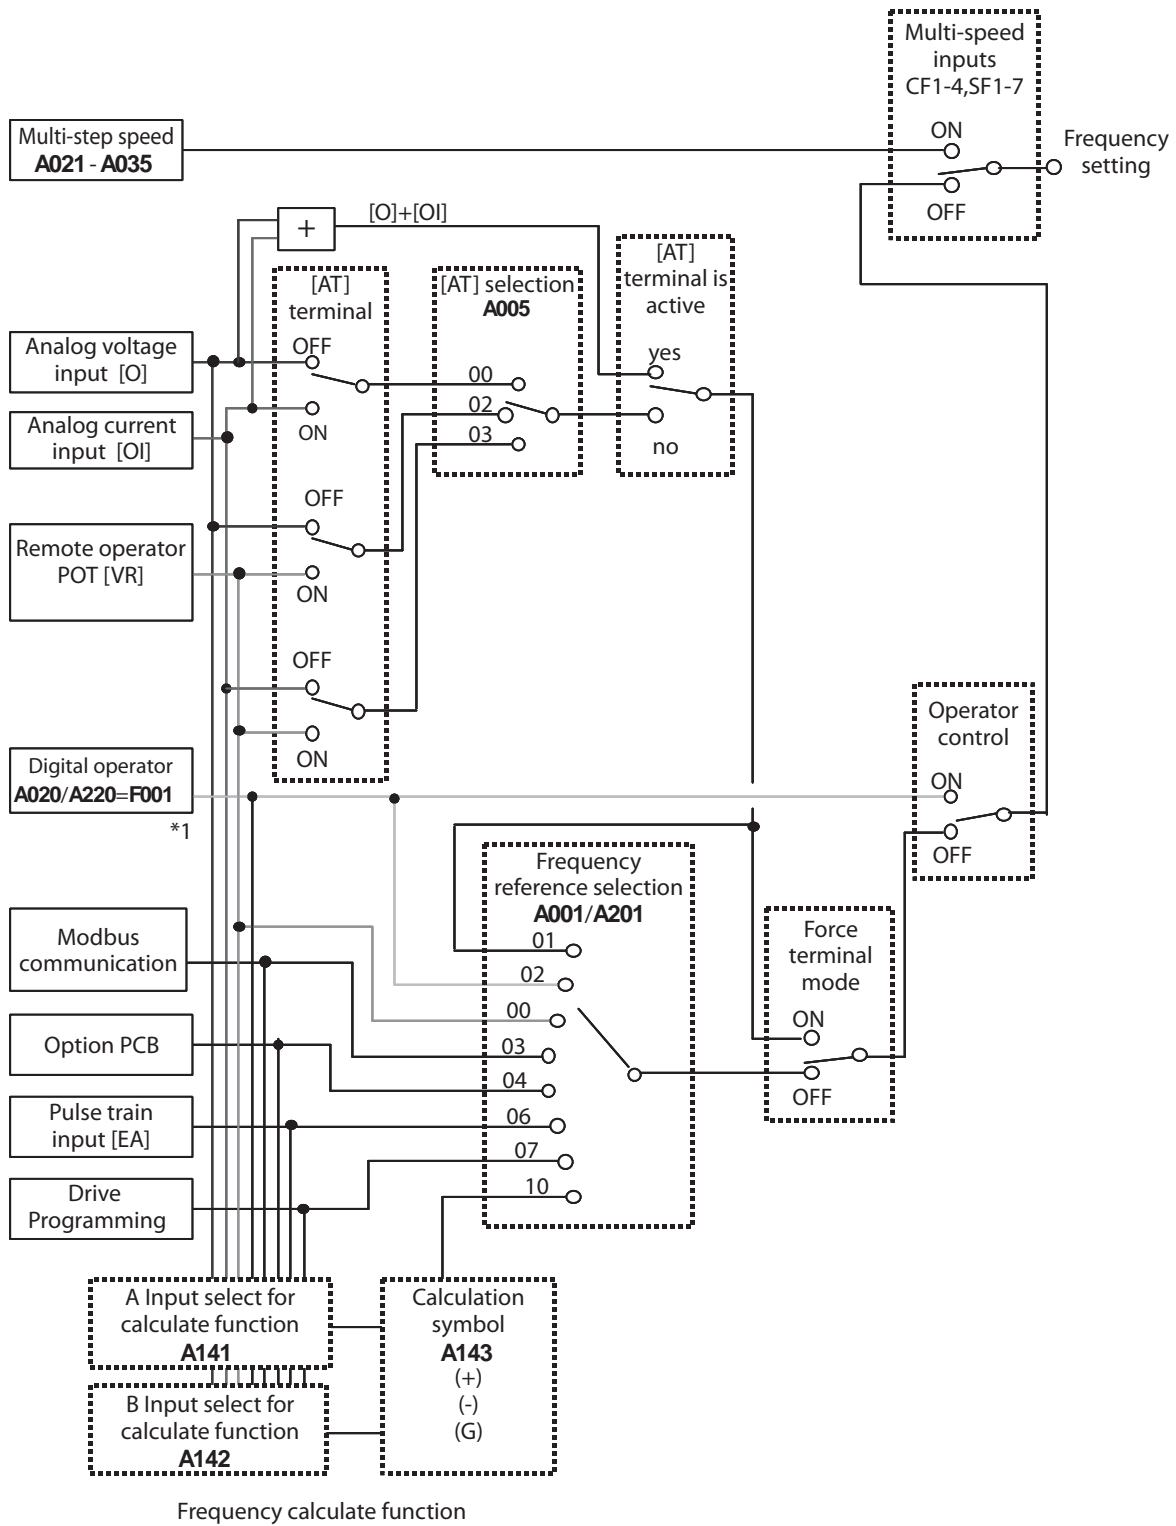 Multi-speed
inputs
CF1-4,SF1-7
ON
OFF
Frequency
setting
Multi-step speed
A021 - A035
+
[O]+[OI]
[AT]
terminal
OFF
ON
OFF
ON
OFF
ON
[AT] selection
A005
00
02
03
[AT]
terminal is
active
yes
no
Analog voltage
input [O]
Analog current
input [OI]
Remote operator
POT [VR]
Digital operator
A020/A220=F001
*1
Operator
control
ON
OFF
Frequency
reference selection
A001/A201
01
02
00
03
04
06
07
10
Force
terminal
mode
ON
OFF
Modbus
communication
Option PCB
Pulse train
input [EA]
Drive
Programming
A Input select for
calculate function
A141
B Input select for
calculate function
A142
Calculation
symbol
A143
(+)
(-)
(G)
Frequency calculate function